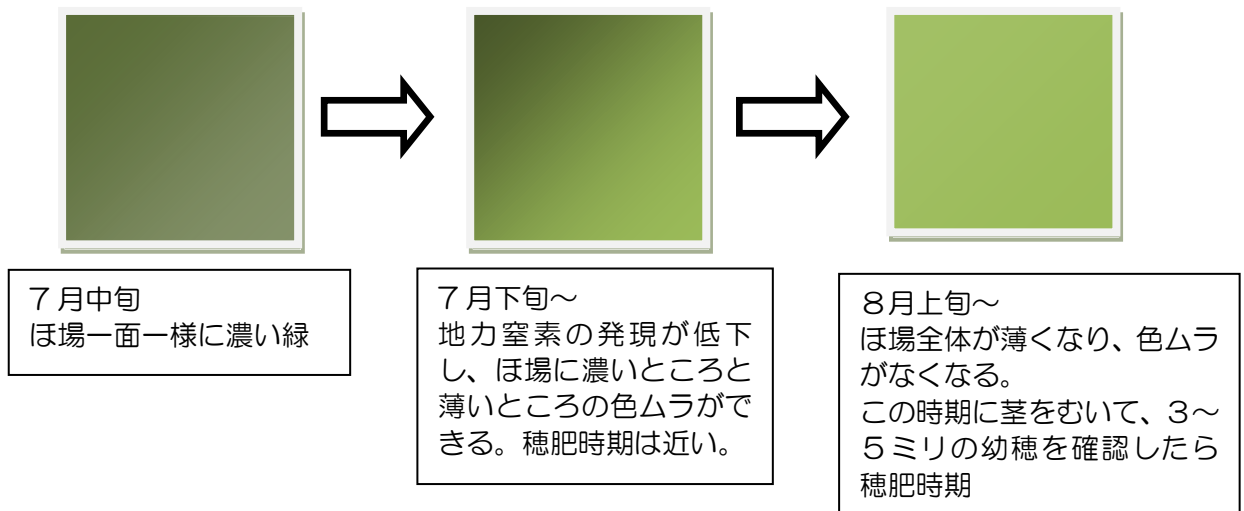 7月中旬
ほ場一面一様に濃い緑
7月下旬～
地力窒素の発現が低下
し、ほ場に濃いところと
薄いところの色ムラがで
きる。穂肥時期は近い。
８月上旬～
ほ場全体が薄くなり、色ムラ
がなくなる。
この時期に茎をむいて、３～
５ミリの幼穂を確認したら
穂肥時期